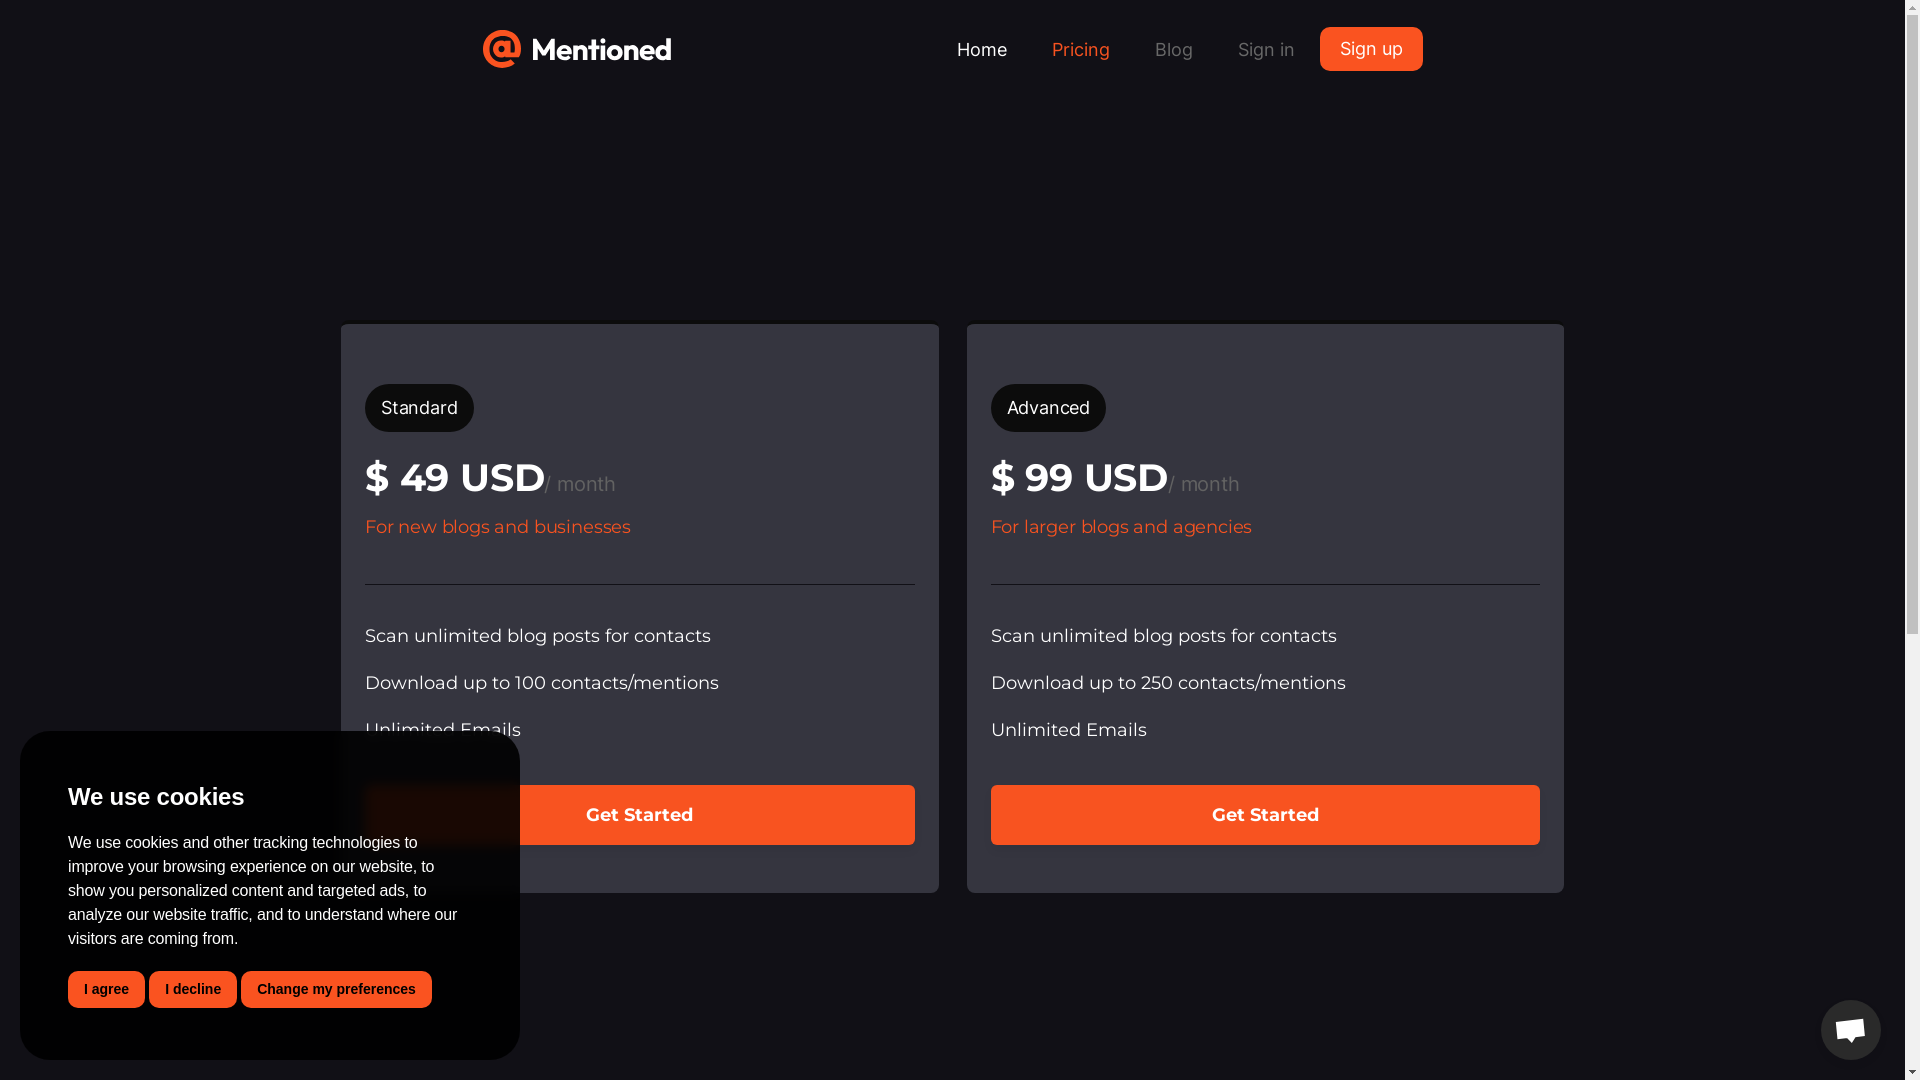 Mentioned
Home
Pricing
Blog
Sign in
Sign up
Standard
$ 49 USD/ month
For new blogs and businesses
Scan unlimited blog posts for contacts
Download up to 100 contacts/mentions
Unlimited Emails
Get Started
Advanced
$ 99 USD/ month
For larger blogs and agencies
Scan unlimited blog posts for contacts
Download up to 250 contacts/mentions
Unlimited Emails
Get Started
We use cookies
We use cookies and other tracking technologies to
improve your browsing experience on our website, to
show you personalized content and targeted ads, to
analyze our website traffic, and to understand where our
visitors are coming from.
I agree
I decline
Change my preferences